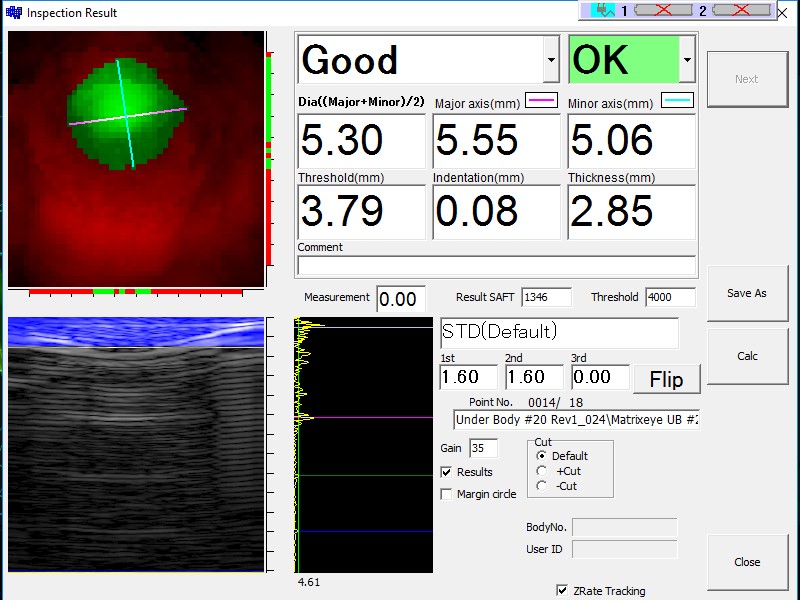 Inspection Result
1 2
Good OK Next
Dia((Major+Minor)/2) Major axis(mm) Minor axis(mm)
5.30 5.55 5.06
Threshold(mm) Indentation(mm) Thickness(mm)
3.79 0.08 2.85
Comment
Measurement 0.00 Result SAFT 1346 Threshold 4000 Save As
STD(Default)
1st 2nd 3rd Calc
1.60 1.60 0.00 Flip
Point No. 0014/ 18
Under Body #20 Rev1_024\Matrixeye UB #2
Gain 35 Cut
Default
Results +Cut
Margin circle -Cut
BodyNo.
User ID
Close
4.61
ZRate Tracking